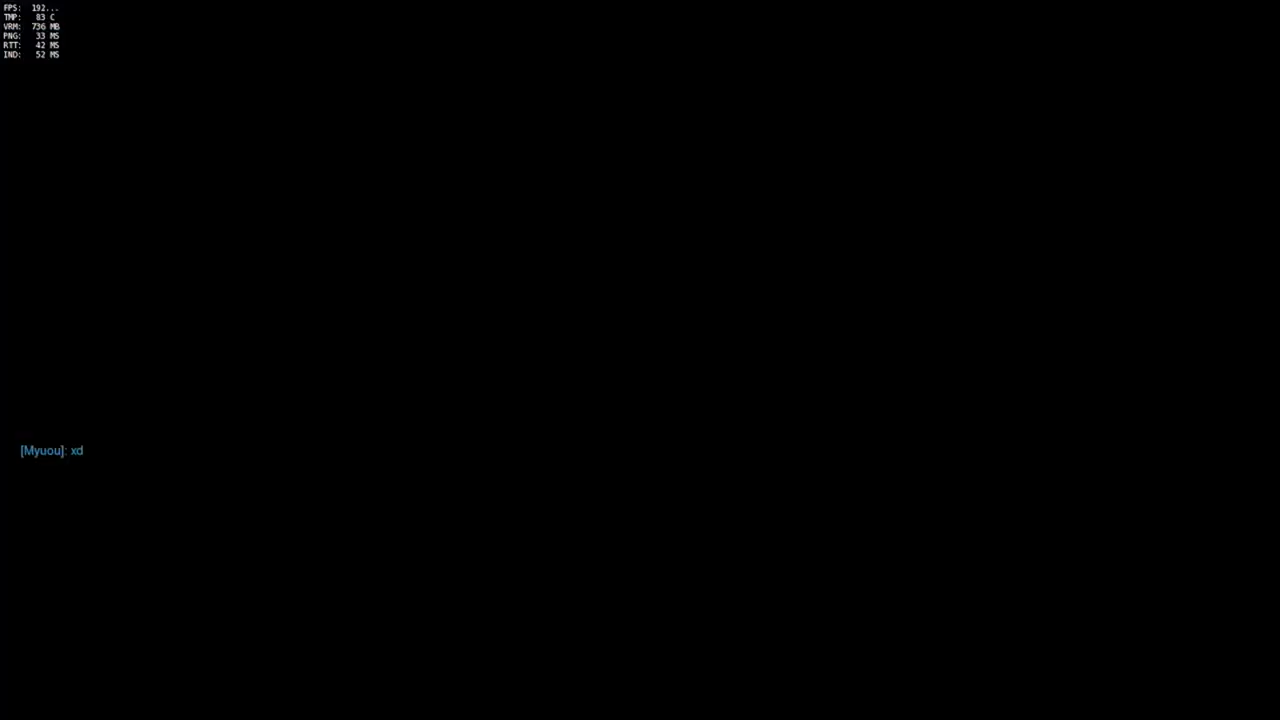 FPS: 192...
TMP: 83 C
VRM: 736 MB
PNG: 33 MS
RTT: 42 MS
IND: 52 MS
[Myuou]: xd